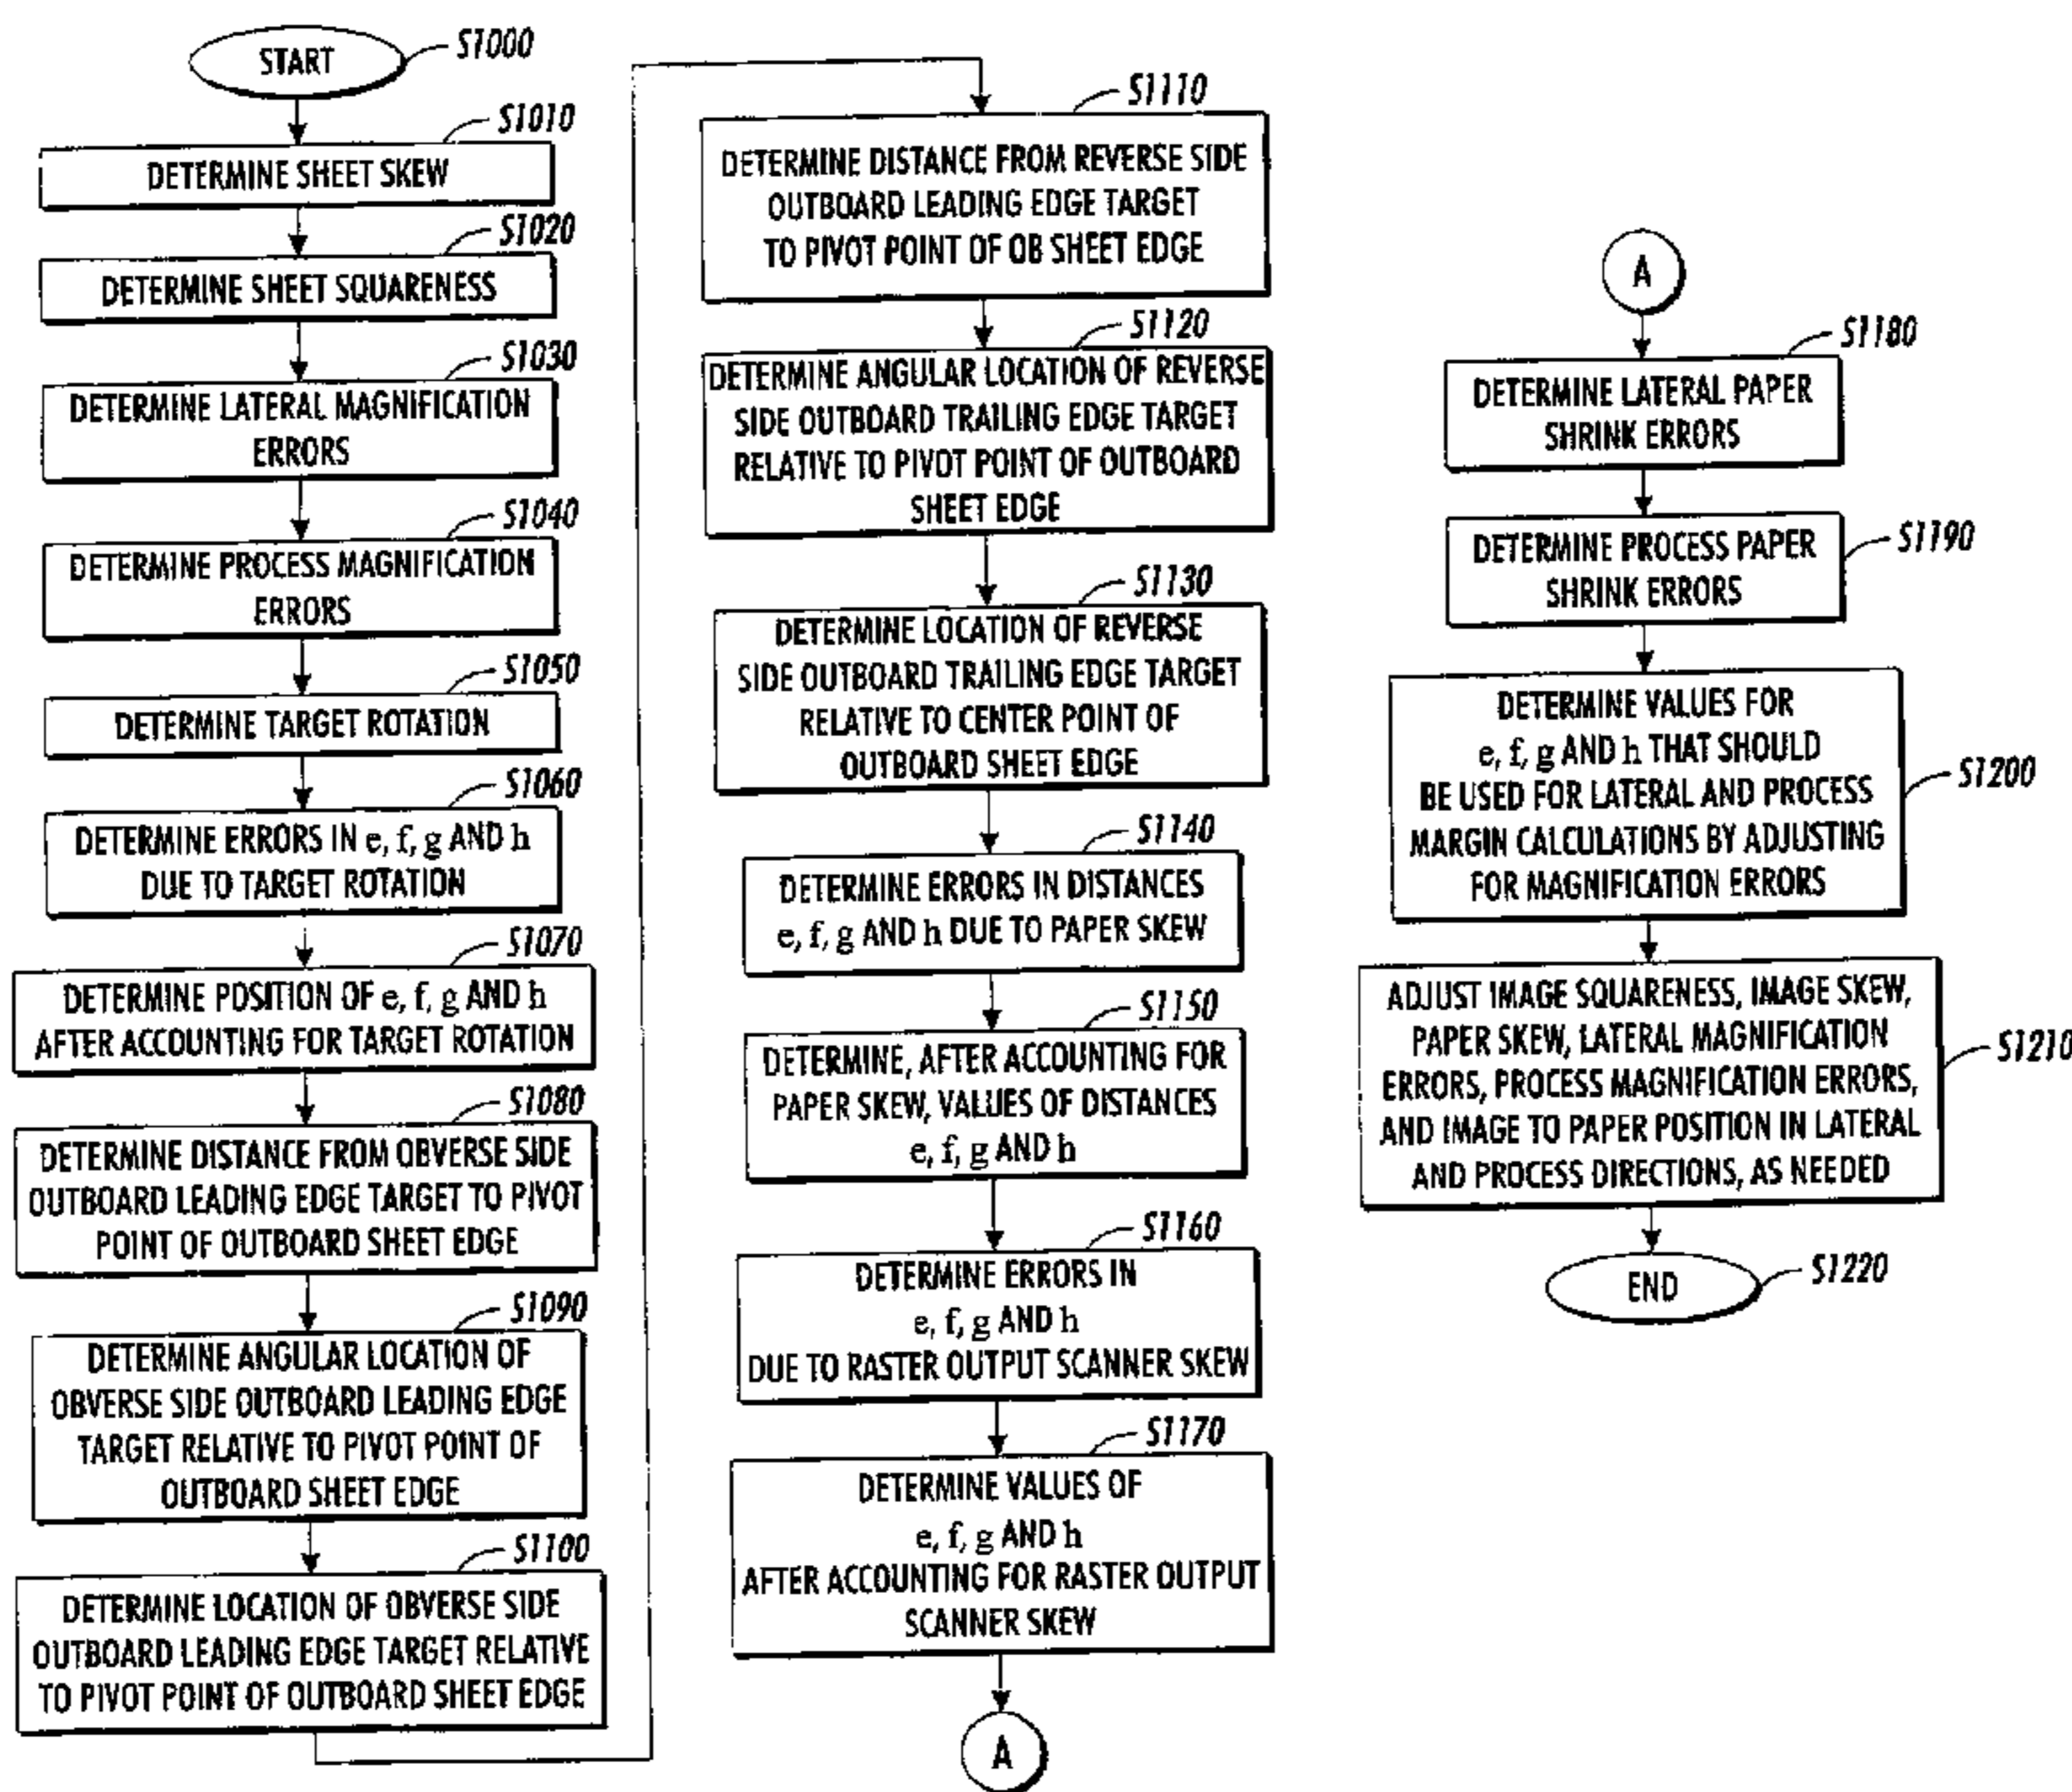 START
S1000
S1010
DETERMINE SHEET SKEW
S1020
DETERMINE SHEET SQUARENESS
S1030
DETERMINE LATERAL MAGNIFICATION
ERRORS
S1040
DETERMINE PROCESS MAGNIFICATION
ERRORS
S1050
DETERMINE TARGET ROTATION
S1060
DETERMINE ERRORS IN e, f, g AND h
DUE TO TARGET ROTATION
S1070
DETERMINE POSITION OF e, f, g AND h
AFTER ACCOUNTING FOR TARGET ROTATION
S1080
DETERMINE DISTANCE FROM OBVERSE SIDE
OUTBOARD LEADING EDGE TARGET TO PIVOT
POINT OF OUTBOARD SHEET EDGE
S1090
DETERMINE ANGULAR LOCATION OF
OBVERSE SIDE OUTBOARD LEADING EDGE
TARGET RELATIVE TO PIVOT POINT OF
OUTBOARD SHEET EDGE
S1100
DETERMINE LOCATION OF OBVERSE SIDE
OUTBOARD LEADING EDGE TARGET RELATIVE
TO PIVOT POINT OF OUTBOARD SHEET EDGE
S1110
DETERMINE DISTANCE FROM REVERSE SIDE
OUTBOARD LEADING EDGE TARGET
TO PIVOT POINT OF OB SHEET EDGE
S1120
DETERMINE ANGULAR LOCATION OF REVERSE
SIDE OUTBOARD TRAILING EDGE TARGET
RELATIVE TO PIVOT POINT OF OUTBOARD
SHEET EDGE
S1130
DETERMINE LOCATION OF REVERSE
SIDE OUTBOARD TRAILING EDGE TARGET
RELATIVE TO CENTER POINT OF
OUTBOARD SHEET EDGE
S1140
DETERMINE ERRORS IN DISTANCES
e, f, g AND h DUE TO PAPER SKEW
S1150
DETERMINE, AFTER ACCOUNTING FOR
PAPER SKEW, VALUES OF DISTANCES
e, f, g AND h
S1160
DETERMINE ERRORS IN
e, f, g AND h
DUE TO RASTER OUTPUT SCANNER SKEW
S1170
DETERMINE VALUES OF
e, f, g AND h
AFTER ACCOUNTING FOR RASTER OUTPUT
SCANNER SKEW
A
A
S1180
DETERMINE LATERAL PAPER
SHRINK ERRORS
S1190
DETERMINE PROCESS PAPER
SHRINK ERRORS
DETERMINE VALUES FOR
e, f, g AND h THAT SHOULD
BE USED FOR LATERAL AND PROCESS
MARGIN CALCULATIONS BY ADJUSTING
FOR MAGNIFICATION ERRORS
S1200
ADJUST IMAGE SQUARENESS, IMAGE SKEW,
PAPER SKEW, LATERAL MAGNIFICATION
ERRORS, PROCESS MAGNIFICATION ERRORS,
AND IMAGE TO PAPER POSITION IN LATERAL
AND PROCESS DIRECTIONS, AS NEEDED
S1210
END
S1220